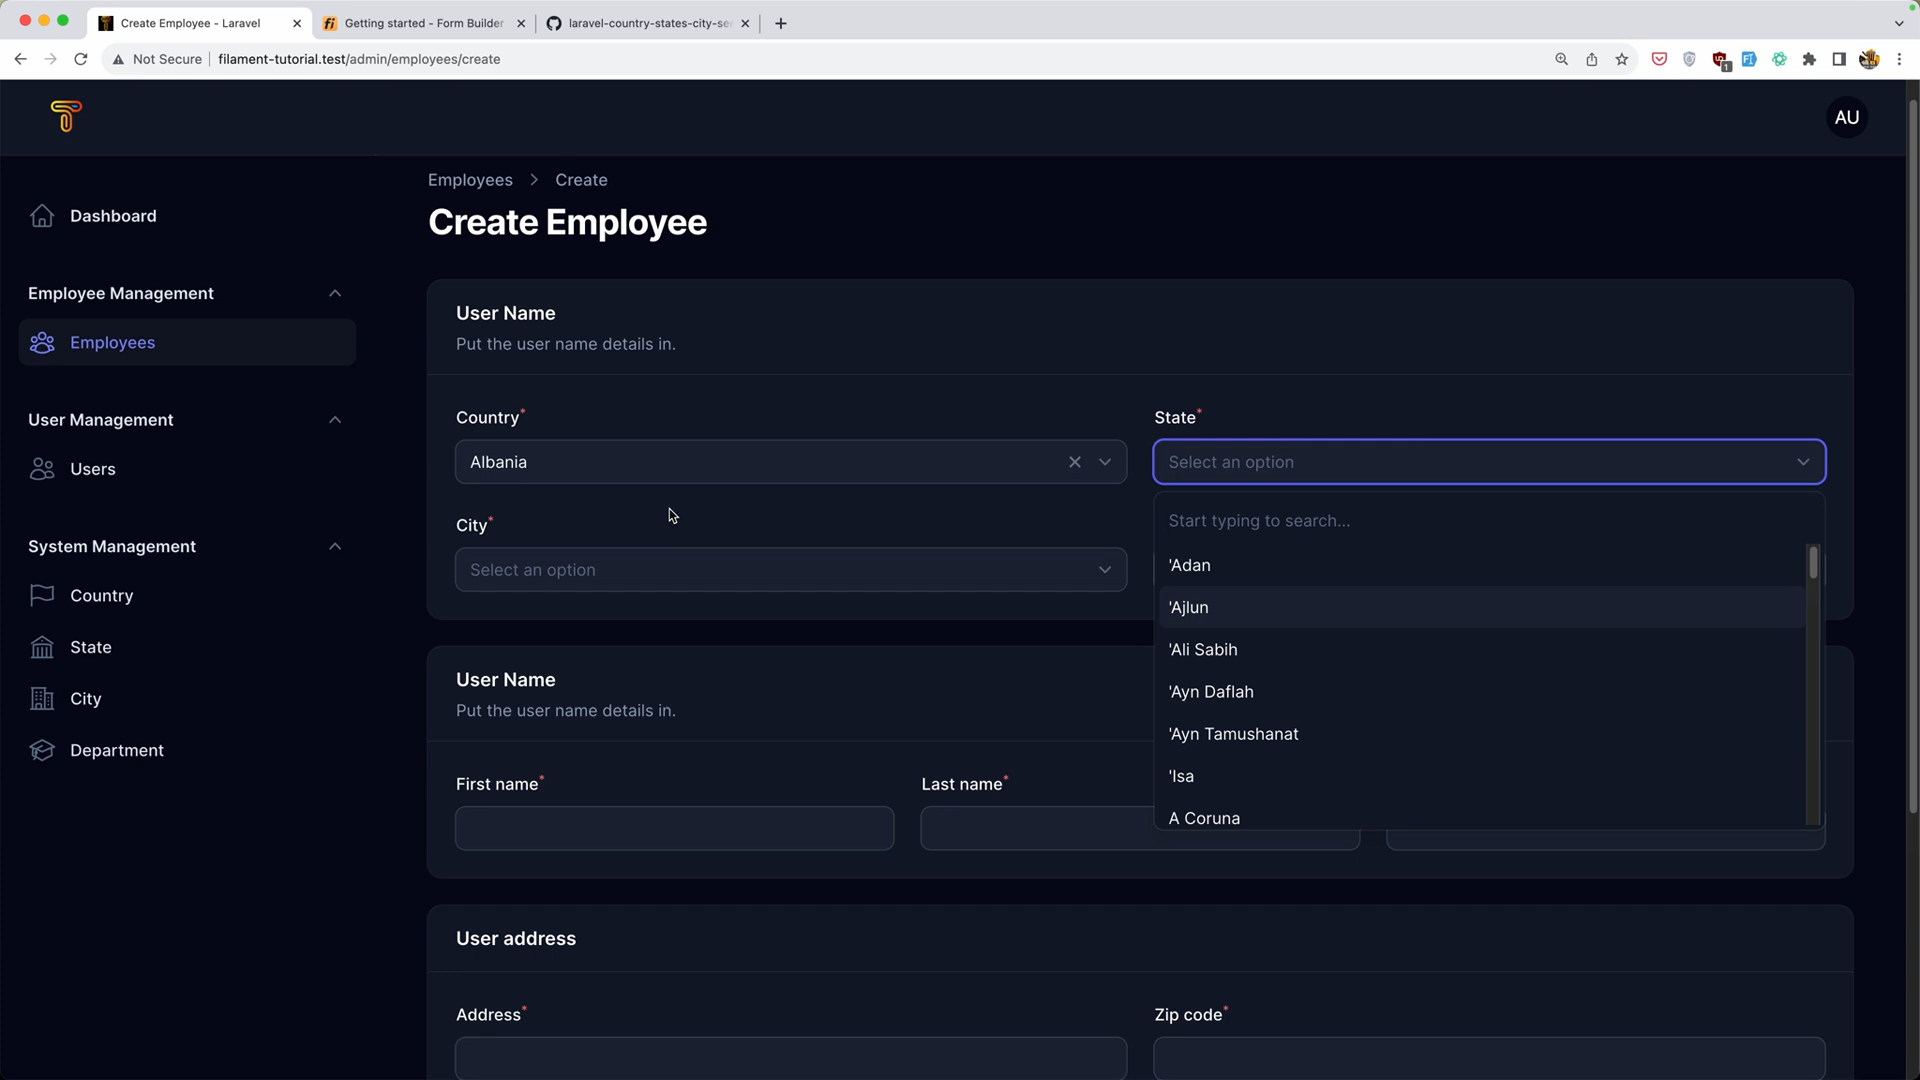 Create Employee - Laravel
Getting started - Form Builder
laravel-country-states-city-se
Not Secure
filament-tutorial.test/admin/employees/create
1
AU
Employees
Create
Create Employee
Dashboard
Employee Management
Employees
User Management
Users
System Management
Country
State
City
Department
User Name
Put the user name details in.
Country*
Albania
State*
Select an option
Start typing to search...
'Adan
'Ajlun
'Ali Sabih
'Ayn Daflah
'Ayn Tamushanat
'Isa
A Coruna
City*
Select an option
User Name
Put the user name details in.
First name*
Last name*
User address
Address*
Zip code*